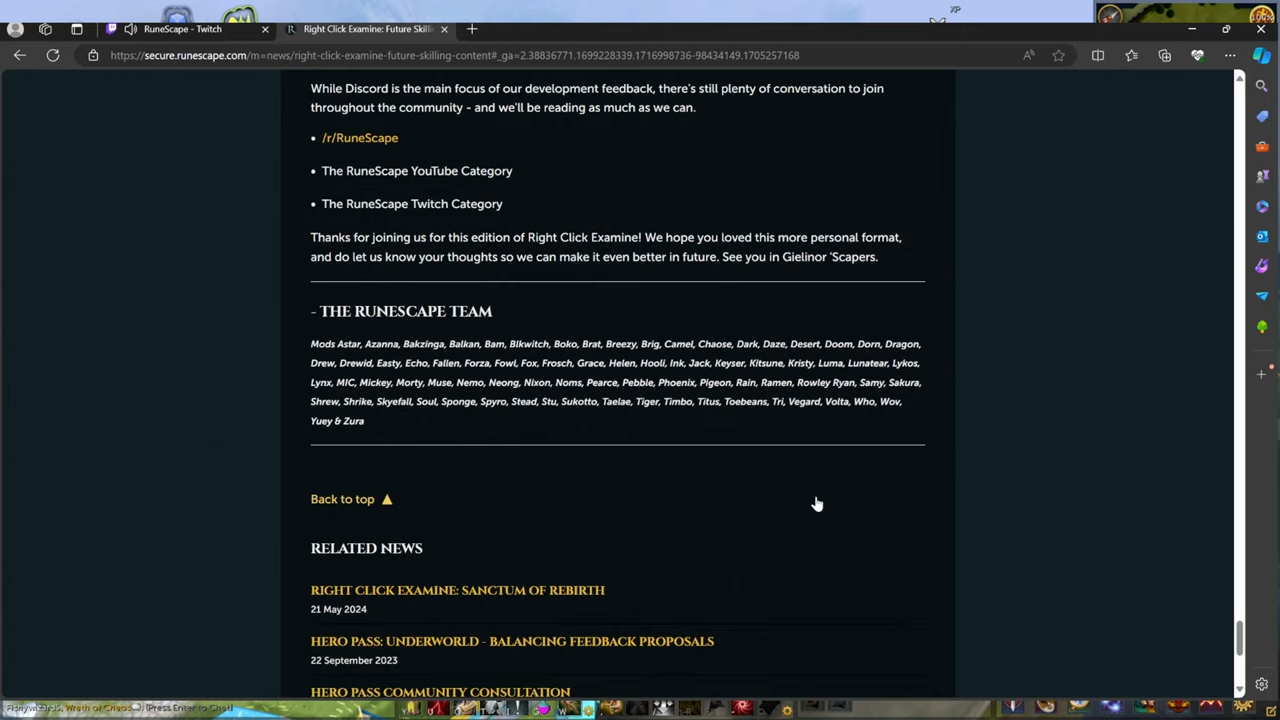 XP
100%
RuneScape - Twitch
Right Click Examine: Future Skilli
https://secure.runescape.com/m=news/right-click-examine-future-skilling-content#_ga=2.38836771.1699228339.1716998736-98434149.1705257168
While Discord is the main focus of our development feedback, there's still plenty of conversation to join
throughout the community - and we'll be reading as much as we can.
• /r/RuneScape
• The RuneScape YouTube Category
• The RuneScape Twitch Category
Thanks for joining us for this edition of Right Click Examine! We hope you loved this more personal format,
and do let us know your thoughts so we can make it even better in future. See you in Gielinor 'Scapers.
- THE RUNESCAPE TEAM
Mods Astar, Azanna, Bakzinga, Balkan, Bam, Blkwitch, Boko, Brat, Breezy, Brig, Camel, Chaose, Dark, Daze, Desert, Doom, Dorn, Dragon,
Drew, Drewid, Easty, Echo, Fallen, Forza, Fowl, Fox, Frosch, Grace, Helen, Hooli, Ink, Jack, Keyser, Kitsune, Kristy, Luma, Lunatear, Lykos,
Lynx, MIC, Mickey, Morty, Muse, Nemo, Neong, Nixon, Noms, Pearce, Pebble, Phoenix, Pigeon, Rain, Ramen, Rowley Ryan, Samy, Sakura,
Shrew, Shrike, Skyefall, Soul, Sponge, Spyro, Stead, Stu, Sukotto, Taelae, Tiger, Timbo, Titus, Toebeans, Tri, Vegard, Volta, Who, Wov,
Yuey & Zura
Back to top ▲
RELATED NEWS
RIGHT CLICK EXAMINE: SANCTUM OF REBIRTH
21 May 2024
HERO PASS: UNDERWORLD - BALANCING FEEDBACK PROPOSALS
22 September 2023
HERO PASS COMMUNITY CONSULTATION
Wrath of Chaos [Press Enter to Chat]